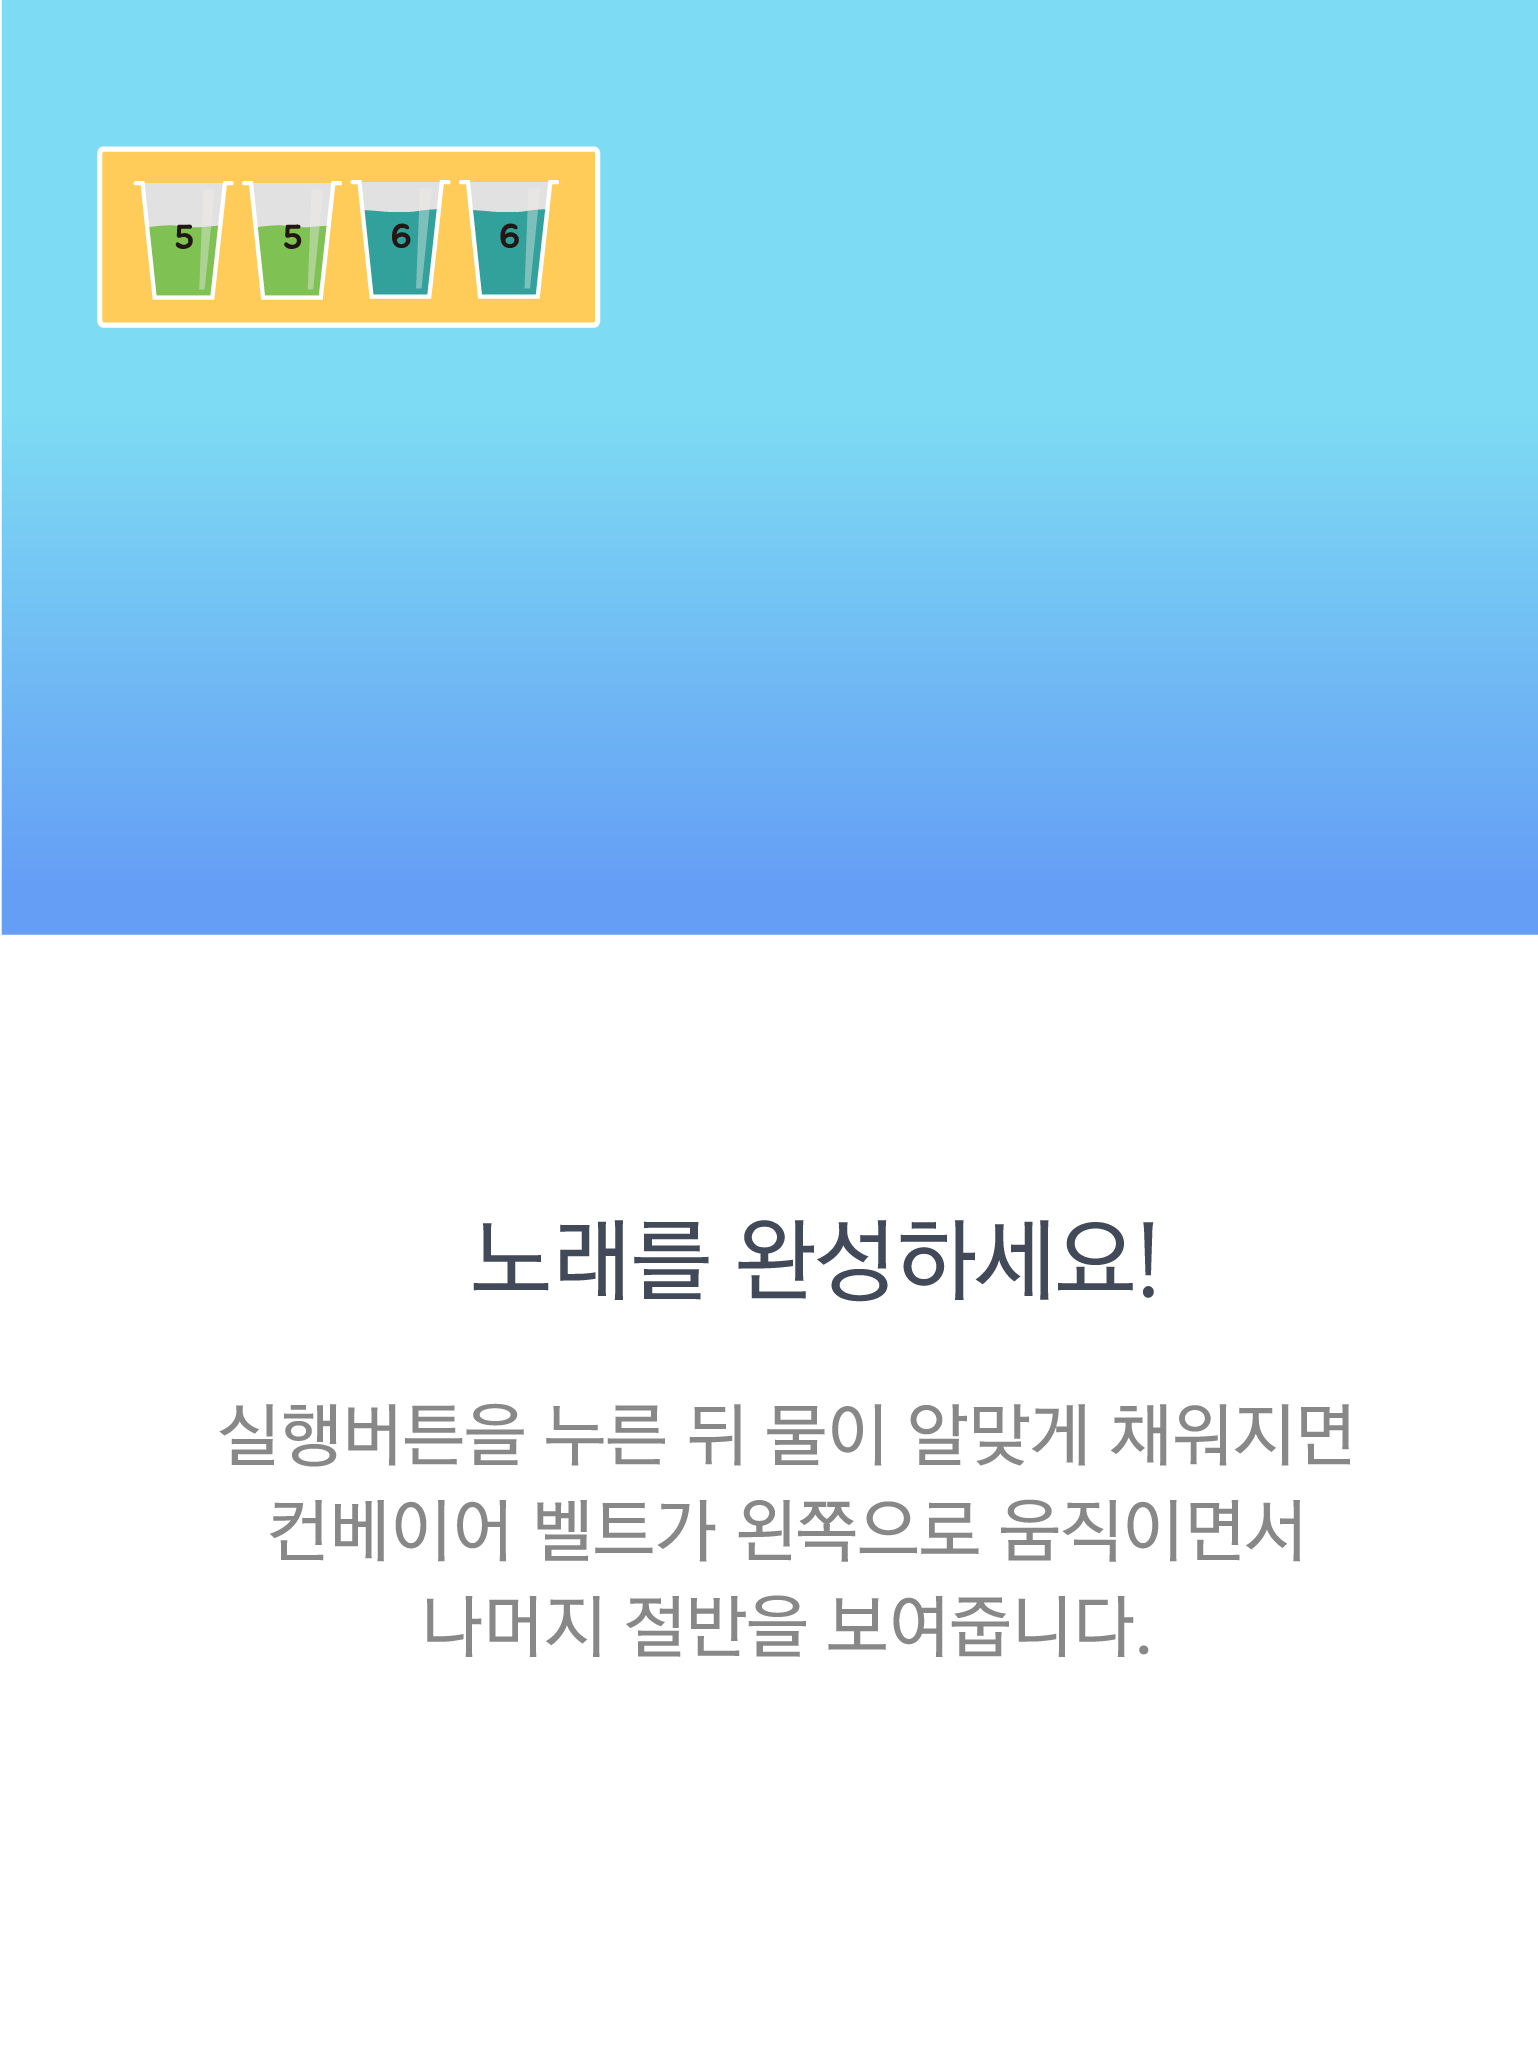 5 5 6 6
노래를 완성하세요!
실행버튼을 누른 뒤 물이 알맞게 채워지면
컨베이어 벨트가 왼쪽으로 움직이면서
나머지 절반을 보여줍니다.